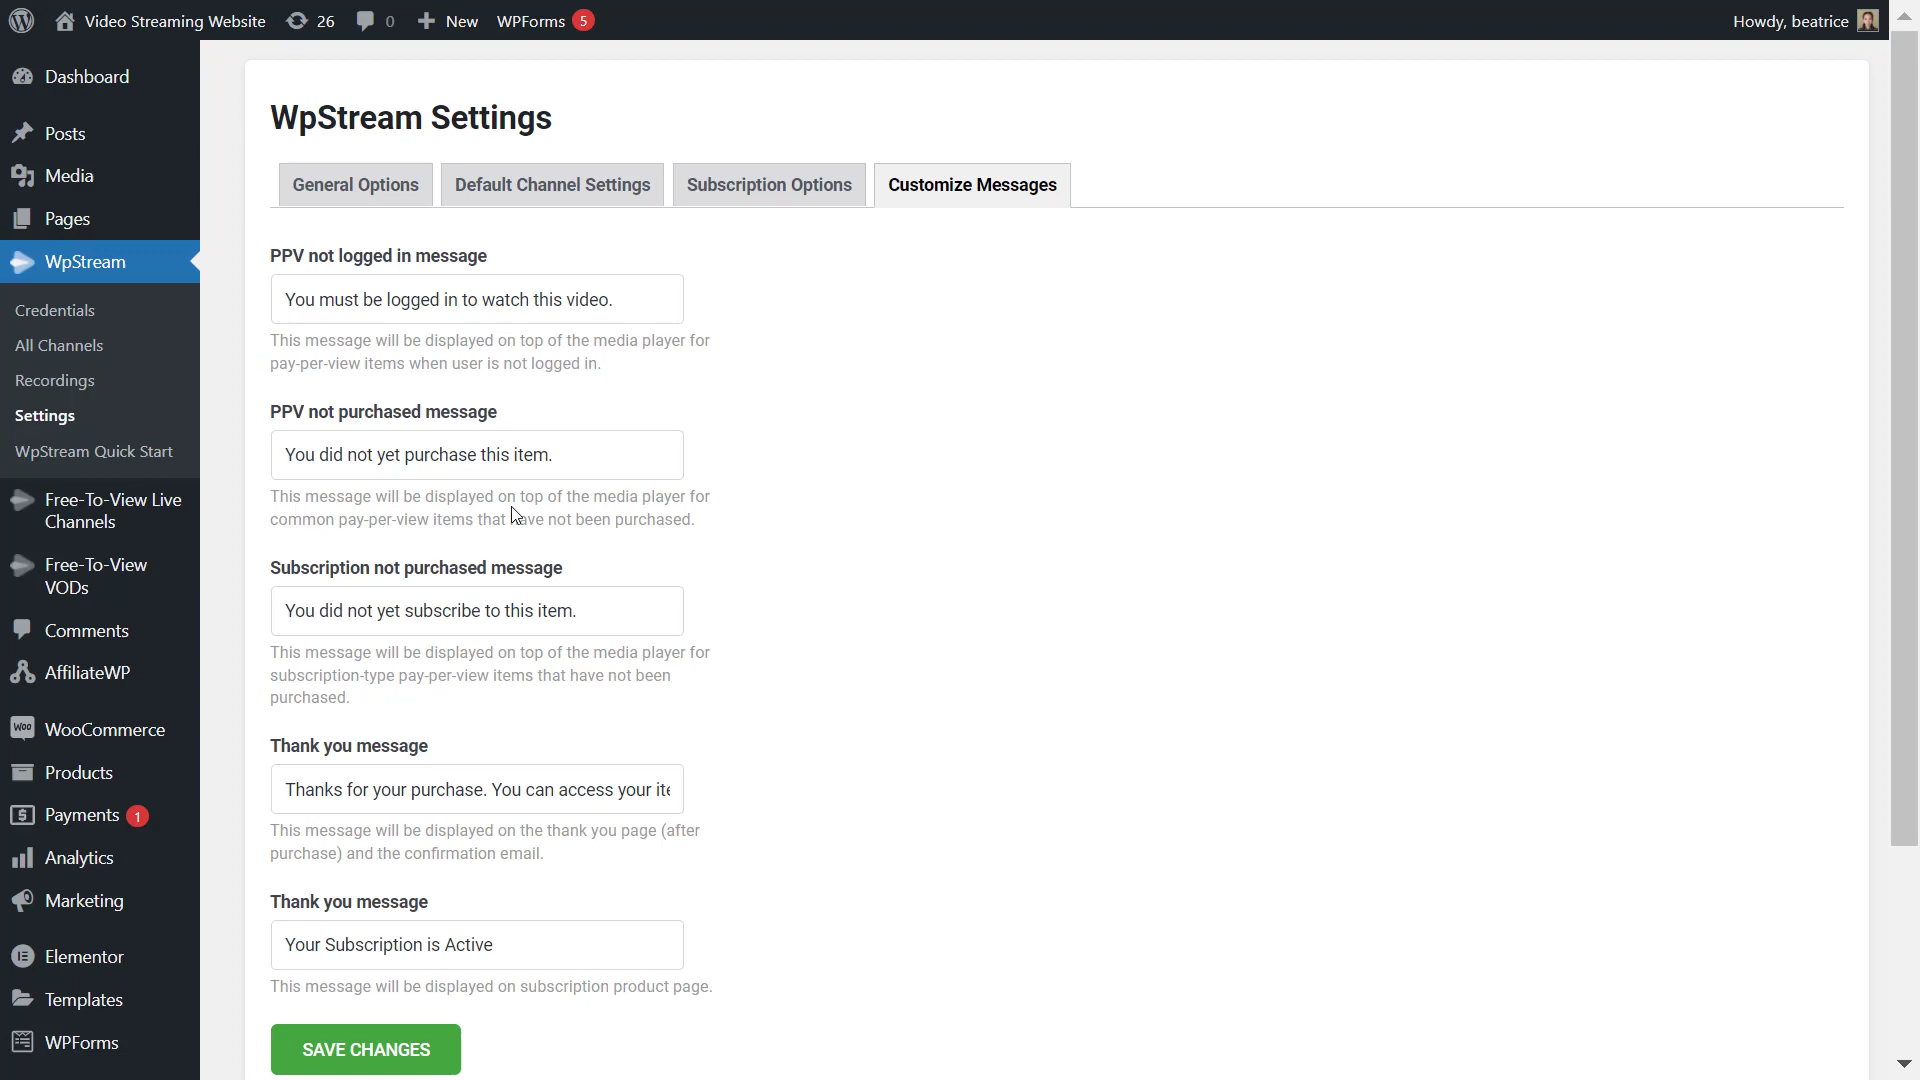 Video Streaming Website 26 0 New WPForms 5 Howdy, beatrice
Dashboard
Posts
Media
Pages
WpStream
Credentials
All Channels
Recordings
Settings
WpStream Quick Start
Free-To-View Live
Channels
Free-To-View
VODs
Comments
AffiliateWP
Woo WooCommerce
Products
Payments 1
Analytics
Marketing
Elementor
Templates
WPForms
WpStream Settings
General Options Default Channel Settings Subscription Options Customize Messages
PPV not logged in message
You must be logged in to watch this video.
This message will be displayed on top of the media player for
pay-per-view items when user is not logged in.
PPV not purchased message
You did not yet purchase this item.
This message will be displayed on top of the media player for
common pay-per-view items that have not been purchased.
Subscription not purchased message
You did not yet subscribe to this item.
This message will be displayed on top of the media player for
subscription-type pay-per-view items that have not been
purchased.
Thank you message
Thanks for your purchase. You can access your ite
This message will be displayed on the thank you page (after
purchase) and the confirmation email.
Thank you message
Your Subscription is Active
This message will be displayed on subscription product page.
SAVE CHANGES